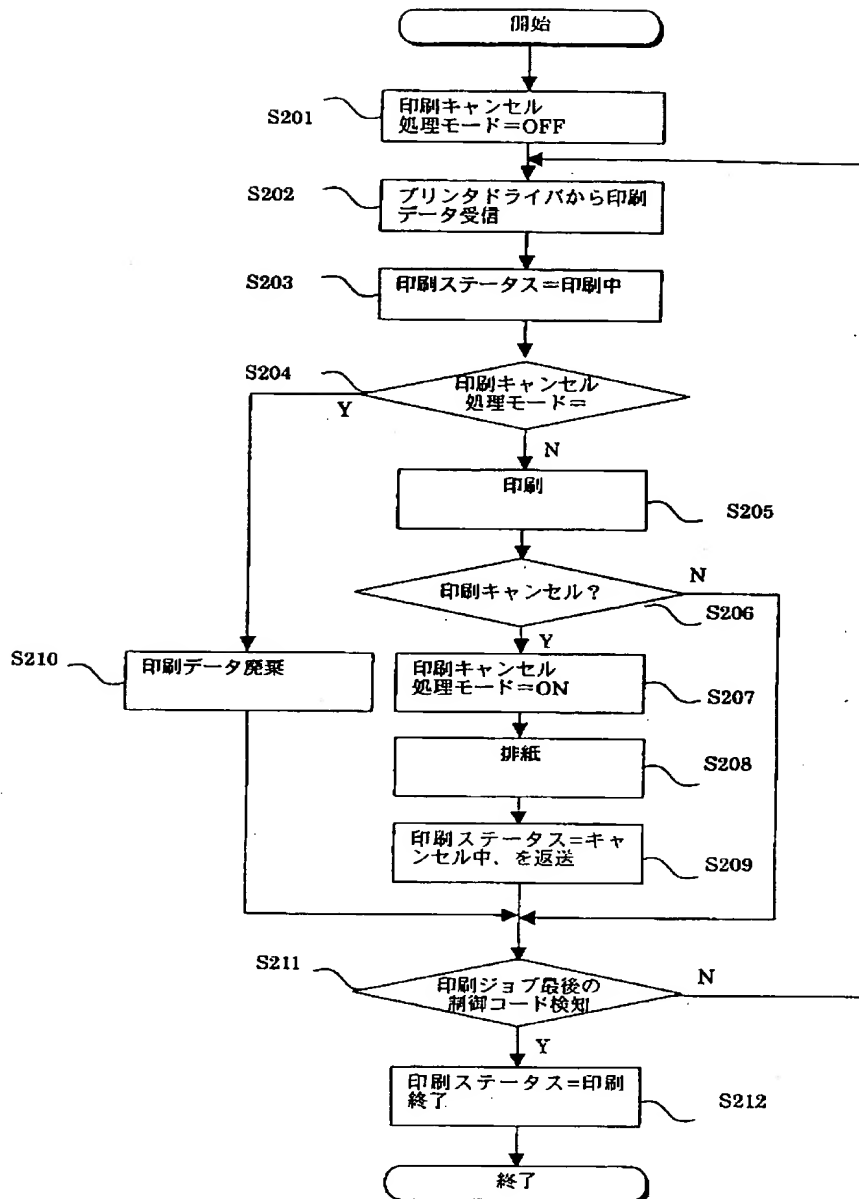 開始
S201
印刷キャンセル
処理モード=OFF
S202
プリンタドライバから印刷
データ受信
S203
印刷ステータス=印刷中
S204
印刷キャンセル
処理モード=
Y
N
印刷
S205
印刷キャンセル?
N
S206
Y
S210
印刷データ廃棄
印刷キャンセル
処理モード=ON
S207
排紙
S208
印刷ステータス=キャ
ンセル中、を返送
S209
S211
印刷ジョブ最後の
制御コード検知
N
Y
印刷ステータス=印刷
終了
S212
終了